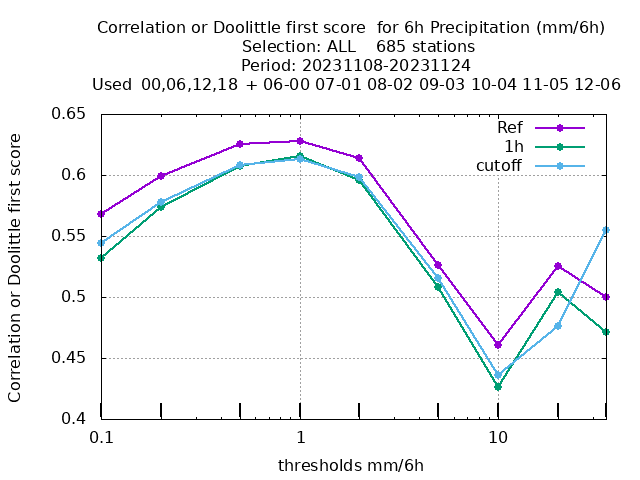 Correlation or Doolittle first score  for 6h Precipitation (mm/6h)
Selection: ALL    685 stations
Period: 20231108-20231124
Used  00,06,12,18  + 06-00 07-01 08-02 09-03 10-04 11-05 12-06
Correlation or Doolittle first score
0.65
0.6
0.55
0.5
0.45
0.4
Ref
1h
cutoff
0.1
1
10
thresholds mm/6h